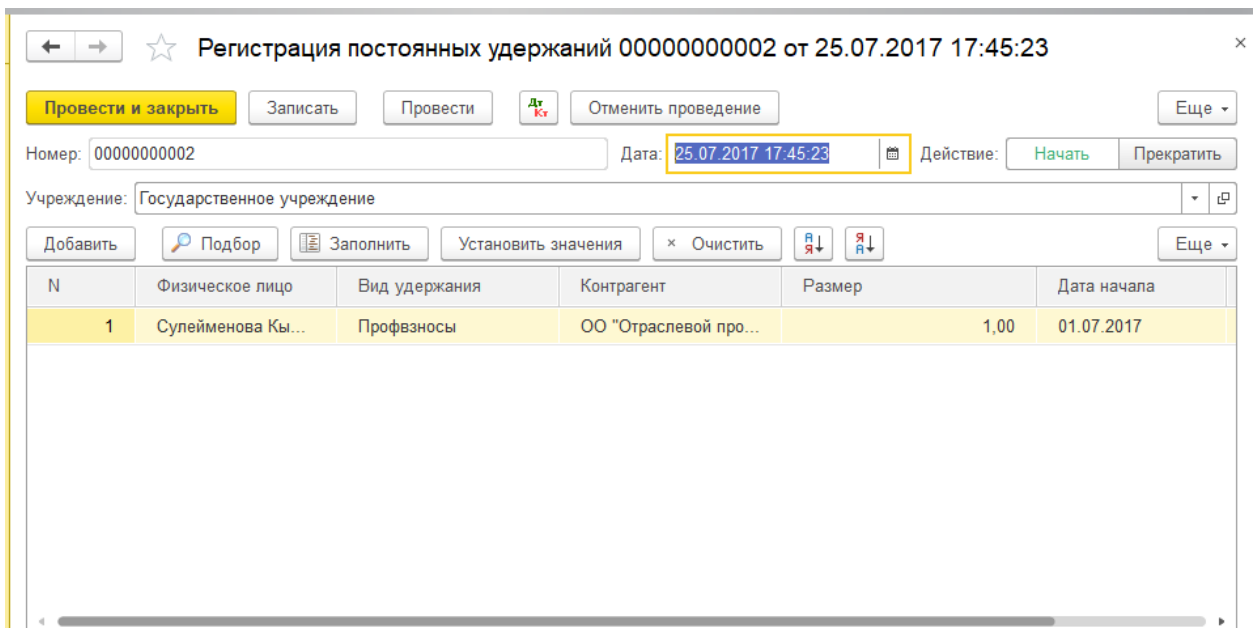 Регистрация постоянных удержаний 00000000002 от 25.07.2017 17:45:23
Провести и закрыть Записать Провести Дт Кт Отменить проведение Еще
Номер: 00000000002 Дата: 25.07.2017 17:45:23 Действие: Начать Прекратить
Учреждение: Государственное учреждение
Добавить Подбор Заполнить Установить значения × Очистить А Я Я А Еще
N Физическое лицо Вид удержания Контрагент Размер Дата начала
1 Сулейменова Кы... Профвзносы ОО "Отраслевой про... 1,00 01.07.2017